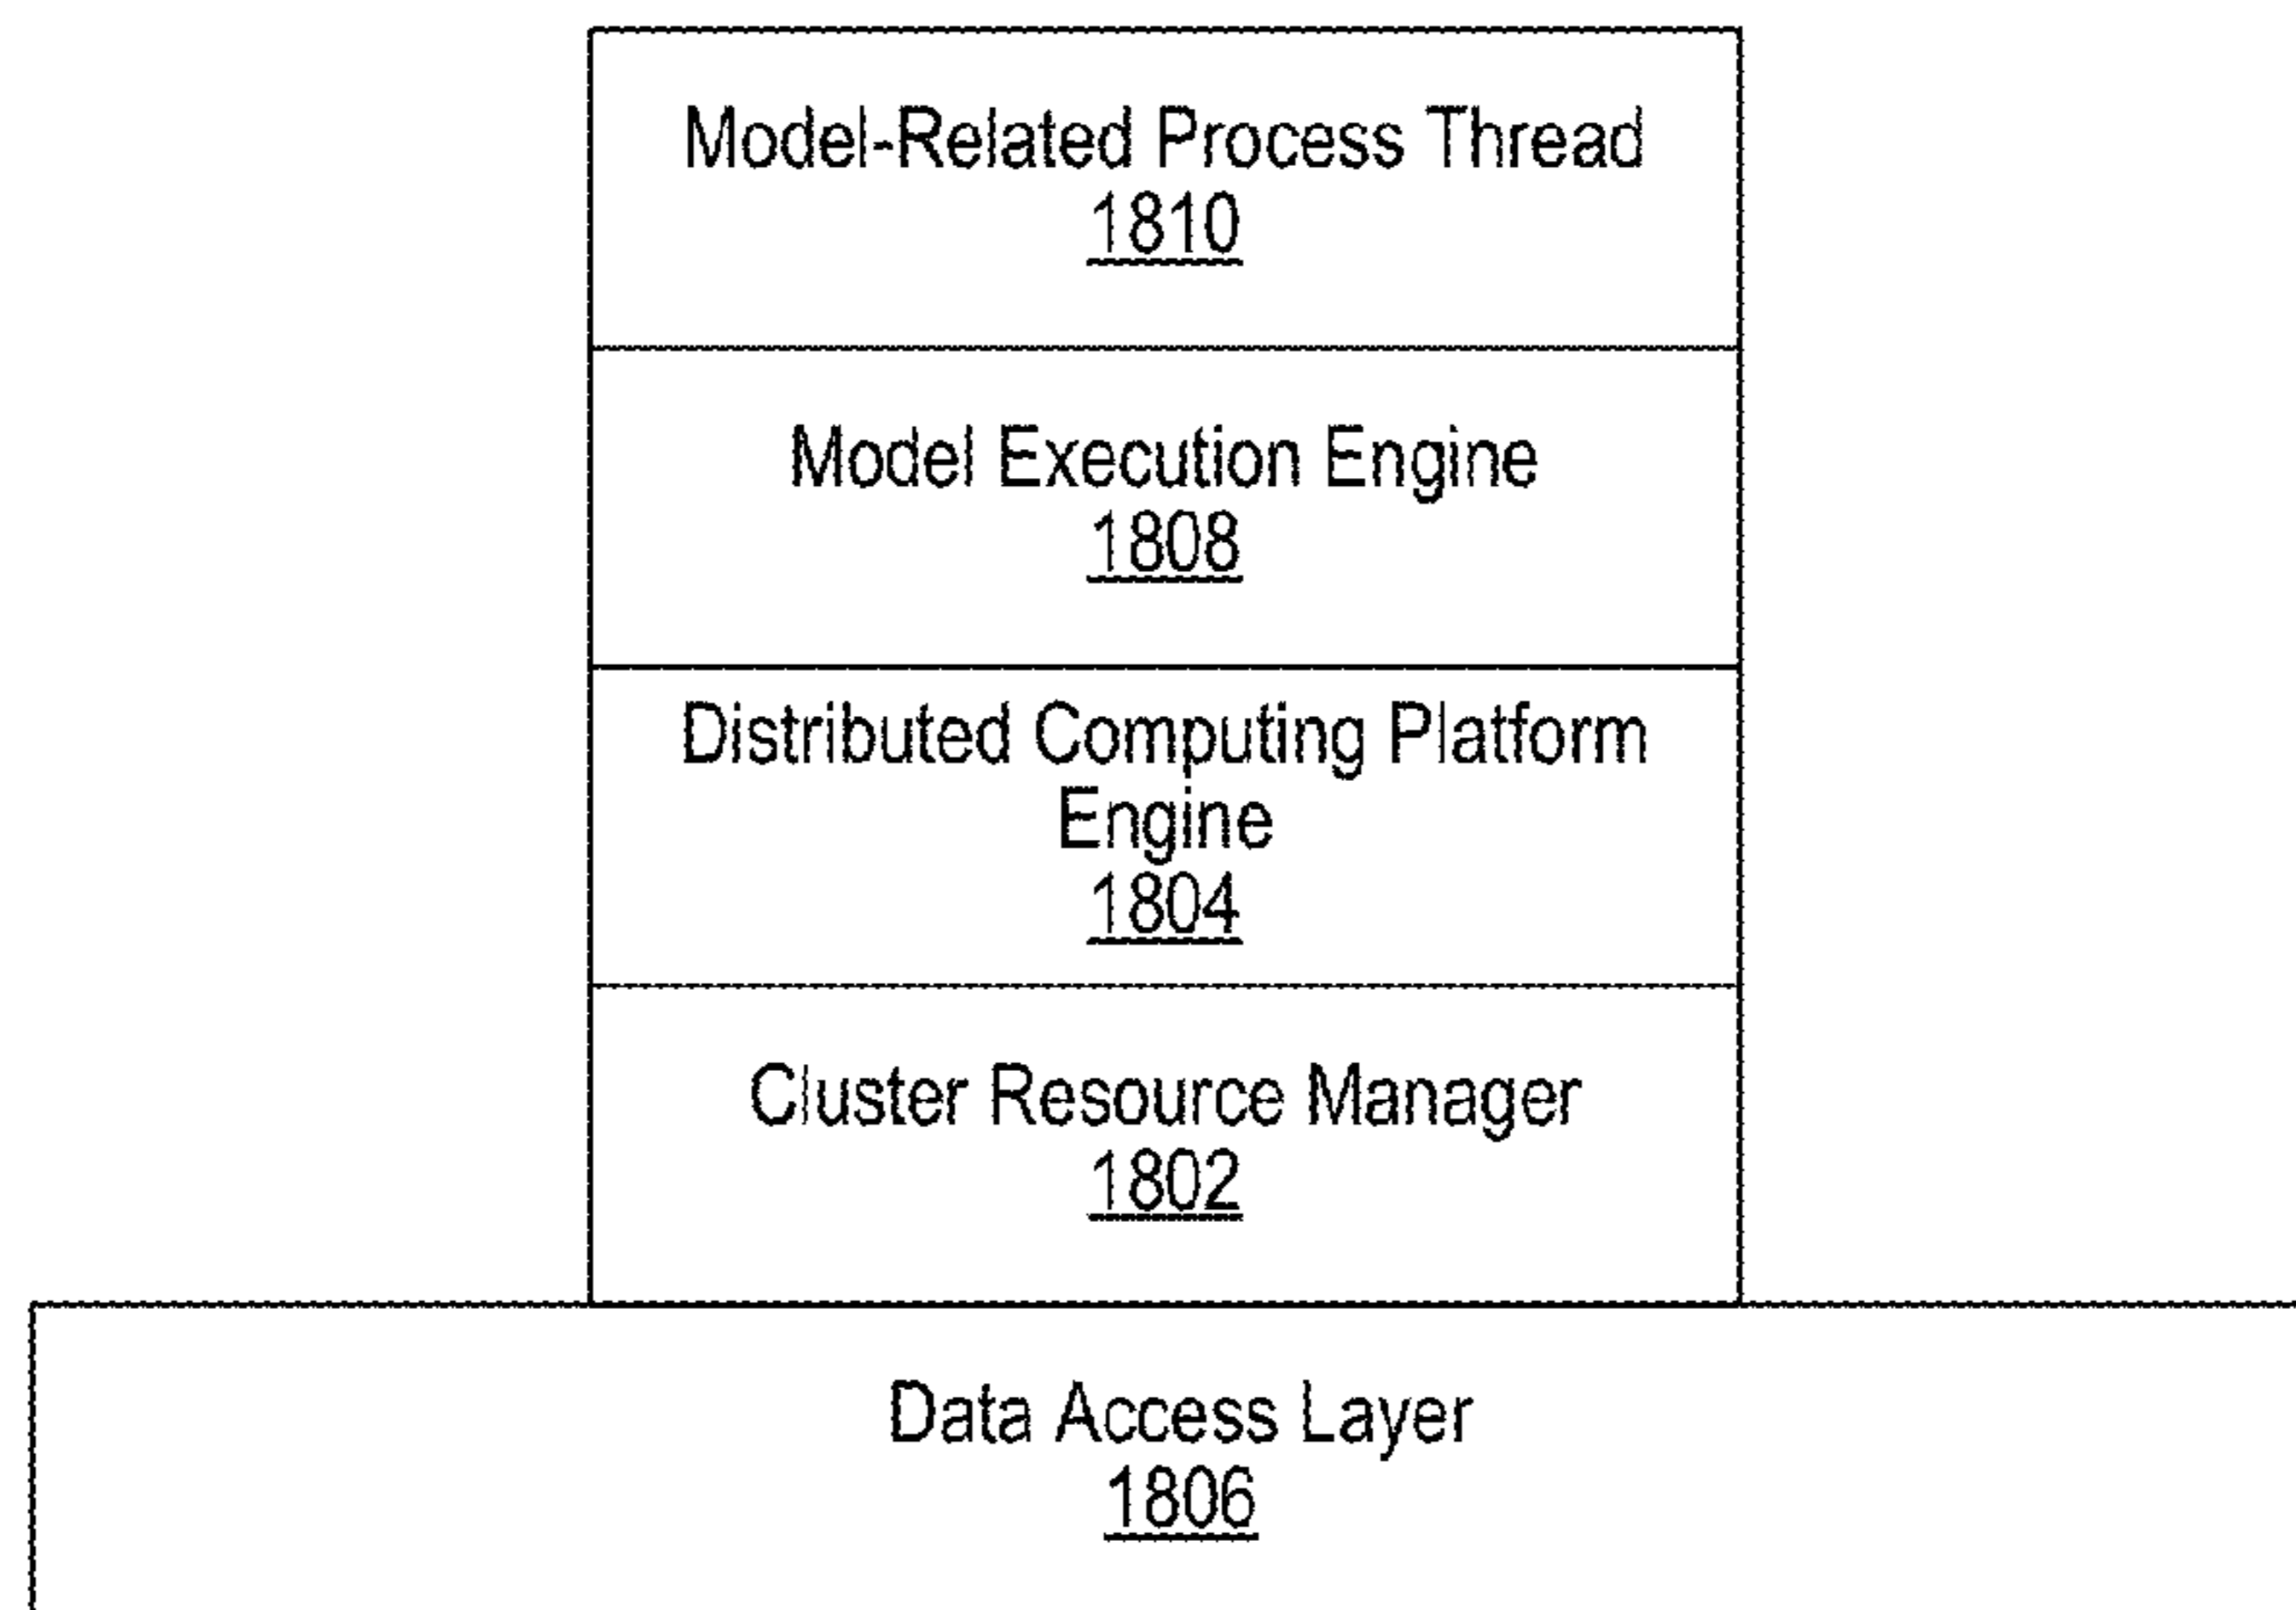 Model-Related Process Thread
1810
Model Execution Engine
1808
Distributed Computing Platform
Engine
1804
Cluster Resource Manager
1802
Data Access Layer
1806